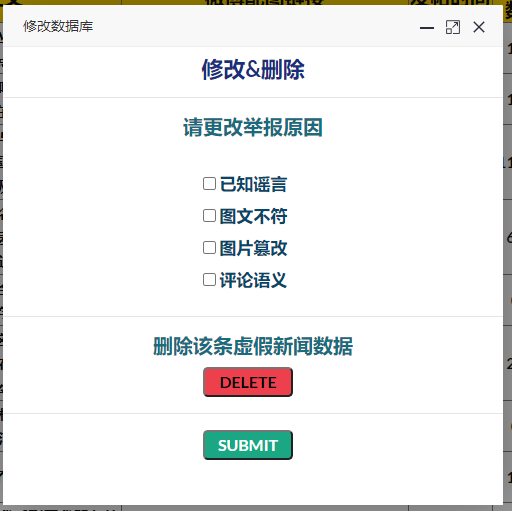 修改数据库
修改&删除
请更改举报原因
已知谣言
图文不符
图片篡改
评论语义
删除该条虚假新闻数据
DELETE
SUBMIT